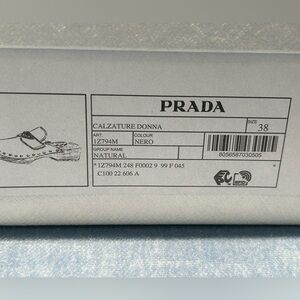 PRADA
CALZATURE DONNA
SIZE
38
ART.
COLOUR
1Z794M
NERO
GROUP NAME
NATURAL
8056567030505
*1Z794M 248 F0002 9 99 F 045
C100 22 606 A